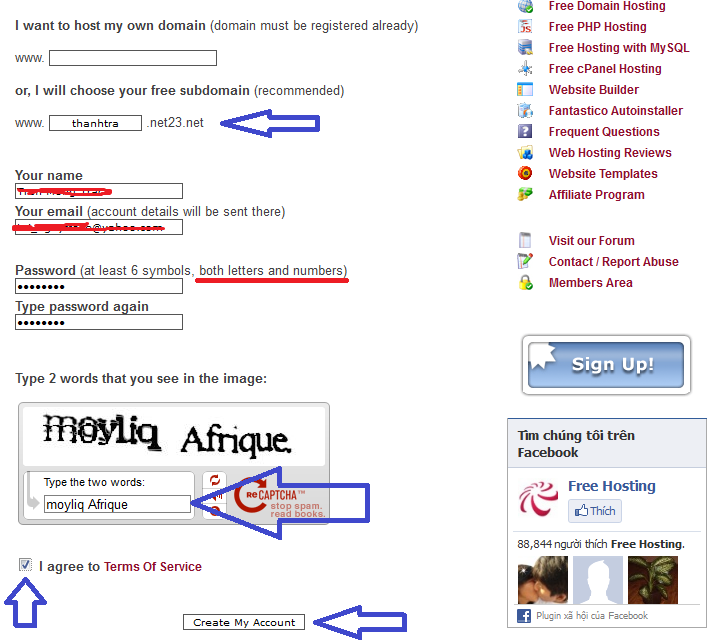 I want to host my own domain (domain must be registered already)
www.
or, I will choose your free subdomain (recommended)
www. thanhtra .net23.net
Your name
Your email (account details will be sent there)
@yahoo.com
Password (at least 6 symbols, both letters and numbers)
Type password again
Type 2 words that you see in the image:
moyliq Afrique.
Type the two words:
moyliq Afrique
reCAPTCHA™
stop spam.
read books.
I agree to Terms Of Service
Create My Account
Free Domain Hosting
Free PHP Hosting
Free Hosting with MySQL
Free cPanel Hosting
Website Builder
Fantastico Autoinstaller
Frequent Questions
Web Hosting Reviews
Website Templates
Affiliate Program
Visit our Forum
Contact / Report Abuse
Members Area
Sign Up!
Tìm chúng tôi trên
Facebook
Free Hosting
Thích
88,844 người thích Free Hosting.
Plugin xã hội của Facebook